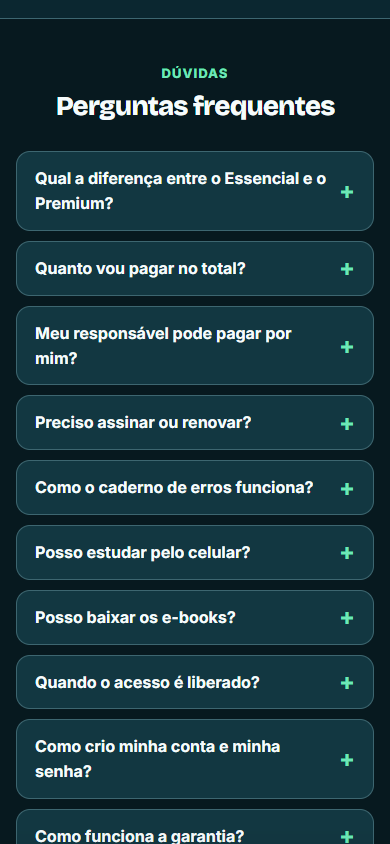 DÚVIDAS
Perguntas frequentes
Qual a diferença entre o Essencial e o
Premium?
+
Quanto vou pagar no total?
+
Meu responsável pode pagar por
mim?
+
Preciso assinar ou renovar?
+
Como o caderno de erros funciona?
+
Posso estudar pelo celular?
+
Posso baixar os e-books?
+
Quando o acesso é liberado?
+
Como crio minha conta e minha
senha?
+
Como funciona a garantia?
+